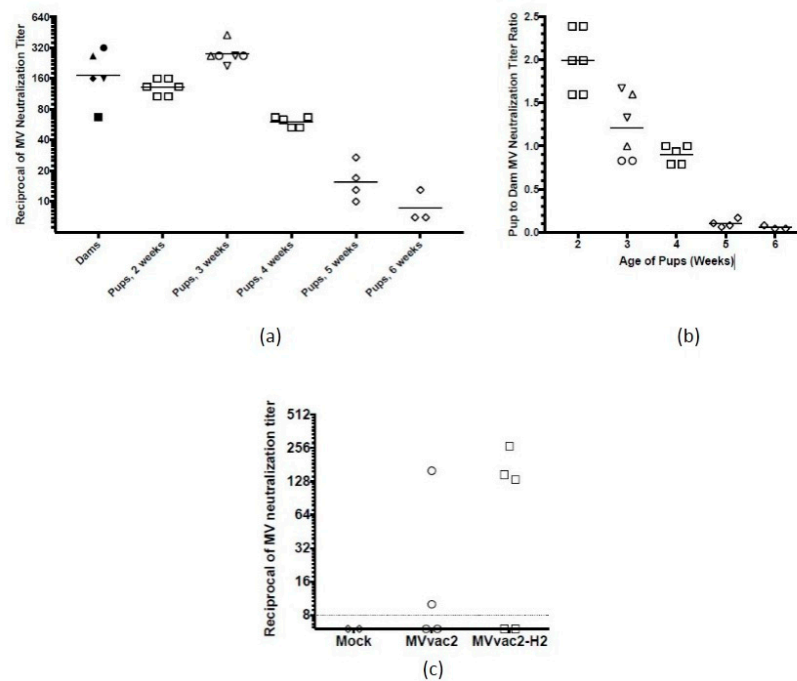 640
320
160
80
40
20
10
Reciprocal of MV Neutralization Titer
Dams
Pups, 2 weeks
Pups, 3 weeks
Pups, 4 weeks
Pups, 5 weeks
Pups, 6 weeks
(a)
2.5
2.0
1.5
1.0
0.5
0.0
Pup to Dam MV Neutralization Titer Ratio
2 3 4 5 6
Age of Pups (Weeks)
(b)
512
256
128
64
32
16
8
Reciprocal of MV neutralization titer
Mock MVvac2 MVvac2-H2
(c)